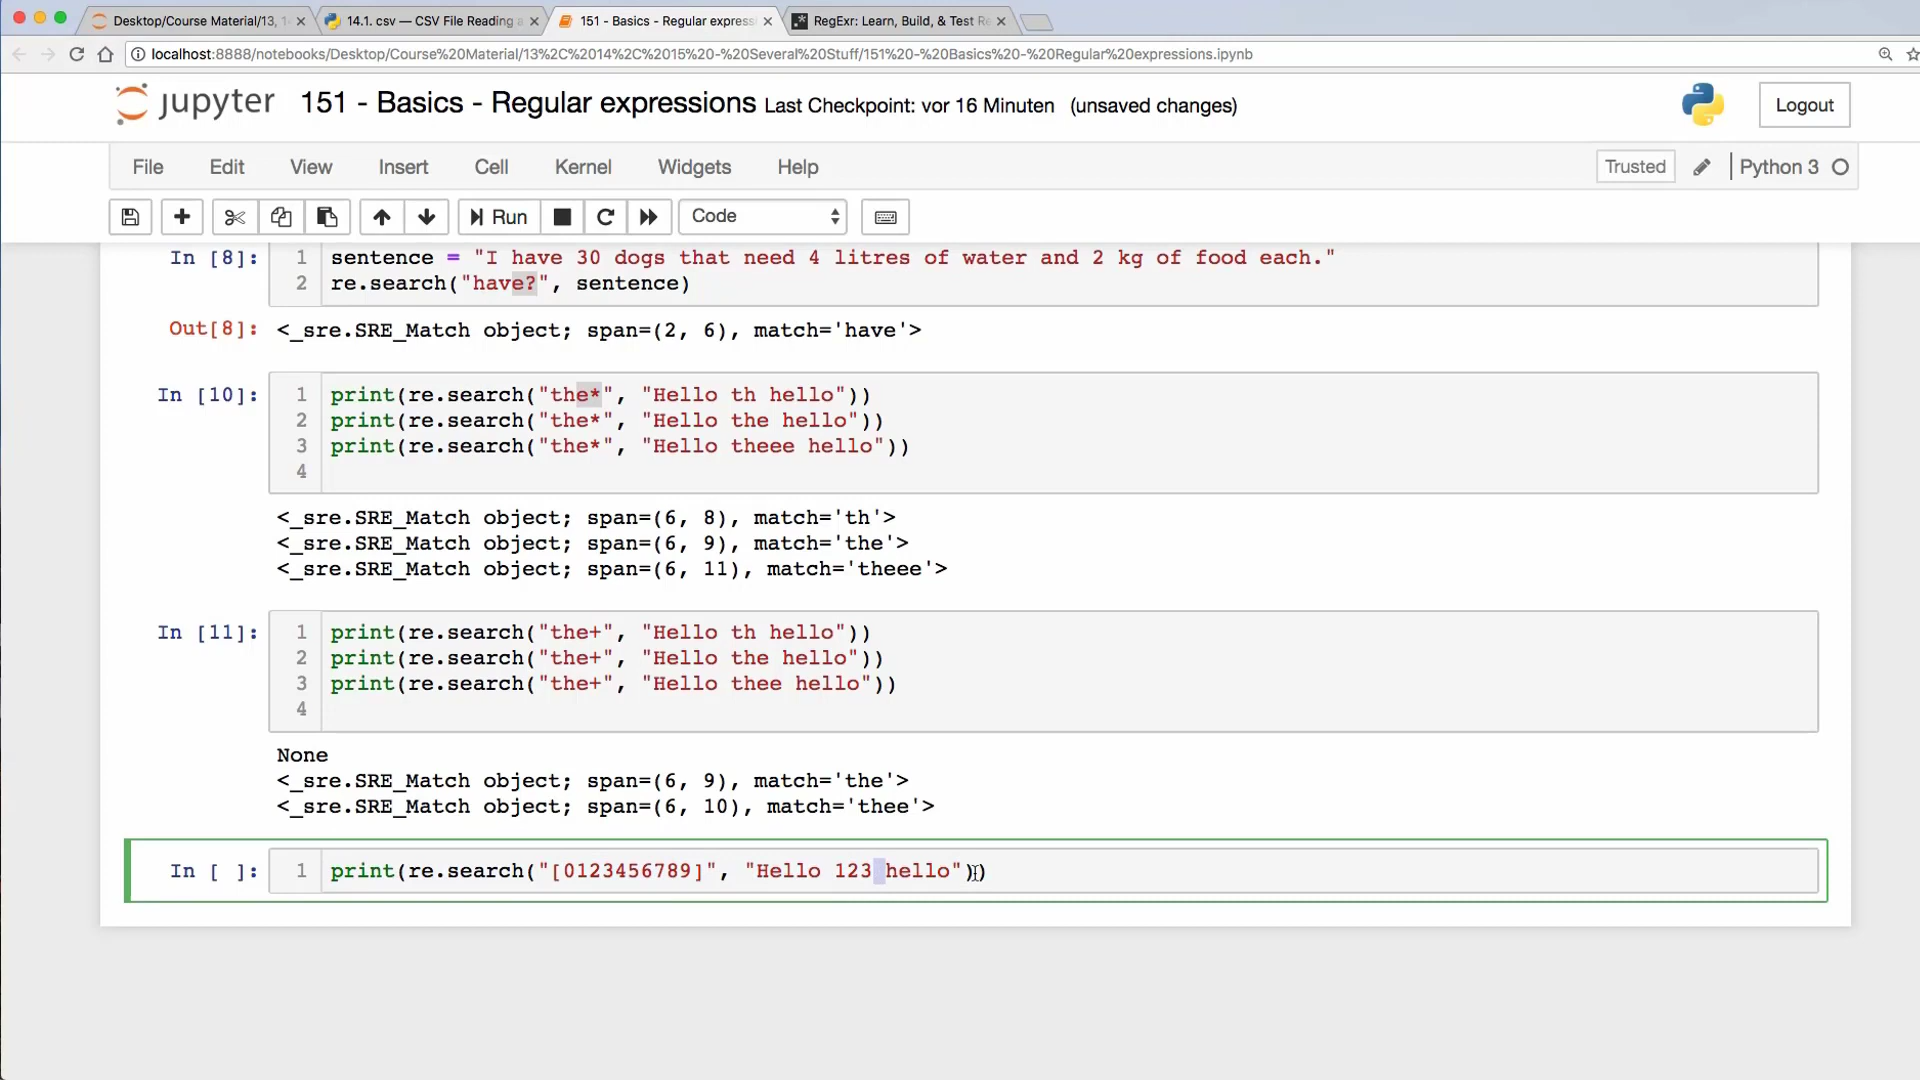 Desktop/Course Material/13, 1
14.1. csv — CSV File Reading a
151 - Basics - Regular express
RegExr: Learn, Build, & Test Re
localhost:8888/notebooks/Desktop/Course%20Material/13%2C%2014%2C%2015%20-%20Several%20Stuff/151%20-%20Basics%20-%20Regular%20expressions.ipynb
jupyter 151 - Basics - Regular expressions Last Checkpoint: vor 16 Minuten (unsaved changes)
Logout
File Edit View Insert Cell Kernel Widgets Help
Trusted Python 3
Run Code
In [8]: 1 sentence = "I have 30 dogs that need 4 litres of water and 2 kg of food each."
2 re.search("have?", sentence)
Out[8]: <_sre.SRE_Match object; span=(2, 6), match='have'>
In [10]: 1 print(re.search("the*", "Hello th hello"))
2 print(re.search("the*", "Hello the hello"))
3 print(re.search("the*", "Hello theee hello"))
4
<_sre.SRE_Match object; span=(6, 8), match='th'>
<_sre.SRE_Match object; span=(6, 9), match='the'>
<_sre.SRE_Match object; span=(6, 11), match='theee'>
In [11]: 1 print(re.search("the+", "Hello th hello"))
2 print(re.search("the+", "Hello the hello"))
3 print(re.search("the+", "Hello thee hello"))
4
None
<_sre.SRE_Match object; span=(6, 9), match='the'>
<_sre.SRE_Match object; span=(6, 10), match='thee'>
In [ ]: 1 print(re.search("[0123456789]", "Hello 123 hello"))